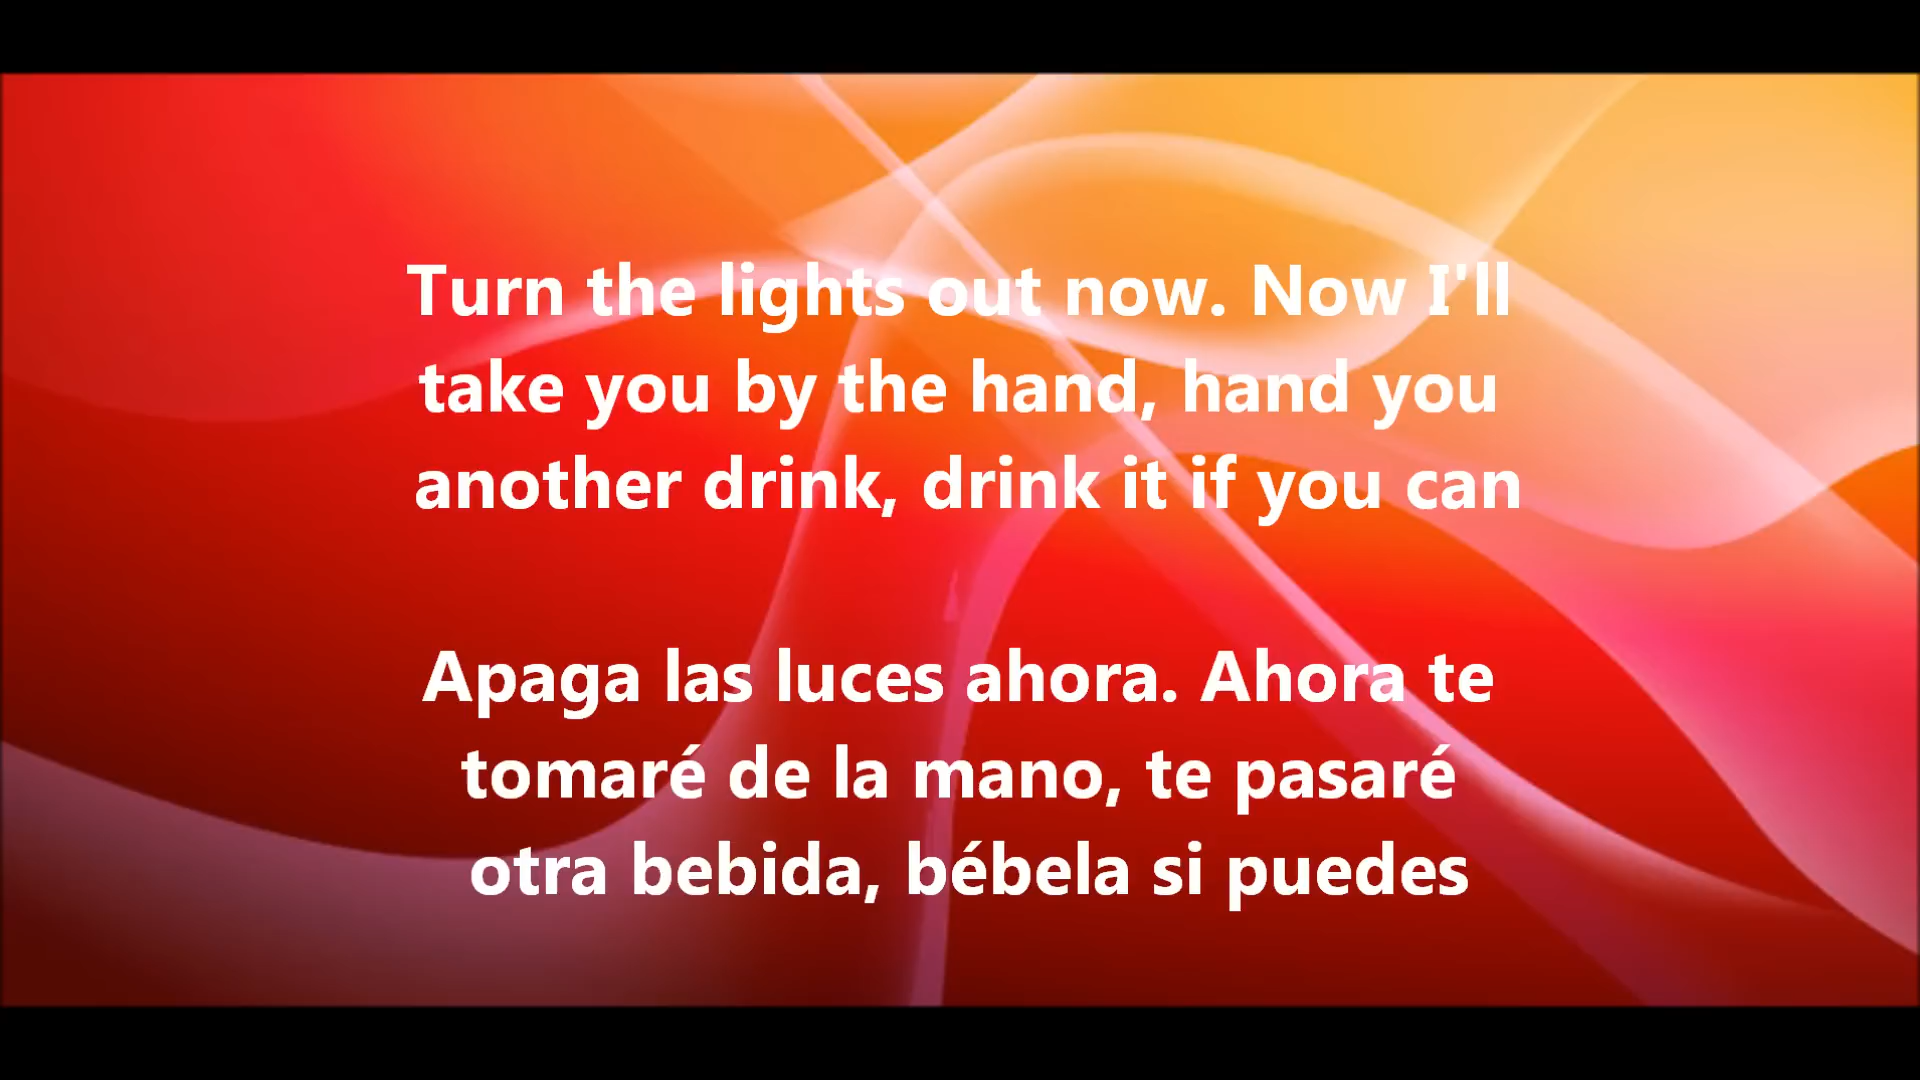 Turn the lights out now. Now I'll
take you by the hand, hand you
another drink, drink it if you can
Apaga las luces ahora. Ahora te
tomaré de la mano, te pasaré
otra bebida, bébela si puedes